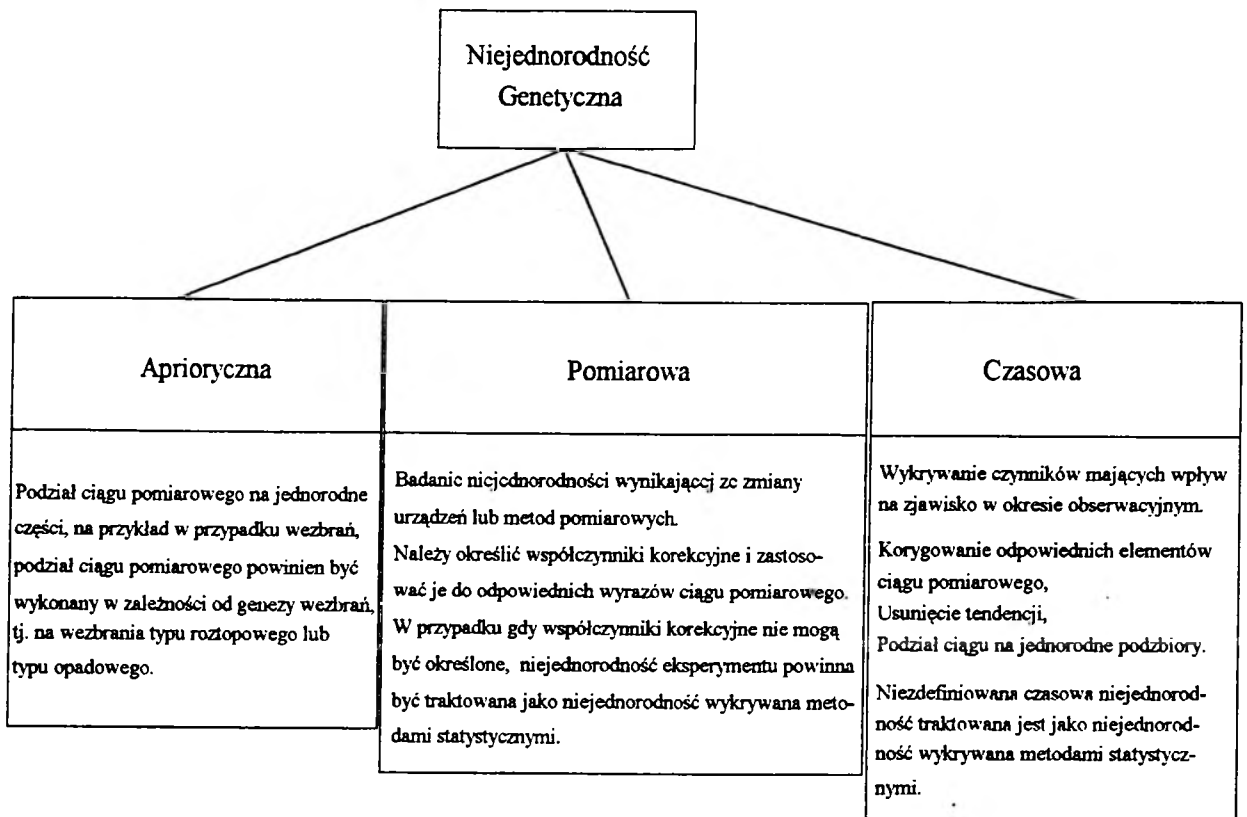 Niejednorodność
Genetyczna
Aprioryczna
Podział ciągu pomiarowego na jednorodne
części, na przykład w przypadku wezbrań,
podział ciągu pomiarowego powinien być
wykonany w zależności od genezy wezbrań,
tj. na wezbrania typu roztopowego lub
typu opadowego.
Pomiarowa
Badanie niejednorodności wynikającej ze zmiany
urządzeń lub metod pomiarowych.
Należy określić współczynniki korekcyjne i zastoso-
wać je do odpowiednich wyrazów ciągu pomiarowego.
W przypadku gdy współczynniki korekcyjne nie mogą
być określone, niejednorodność eksperymentu powinna
być traktowana jako niejednorodność wykrywana meto-
dami statystycznymi.
Czasowa
Wykrywanie czynników mających wpływ
na zjawisko w okresie obserwacyjnym.
Korygowanie odpowiednich elementów
ciągu pomiarowego,
Usunięcie tendencji,
Podział ciągu na jednorodne podzbiory.
Niezdefiniowana czasowa niejednorod-
ność traktowana jest jako niejednorod-
ność wykrywana metodami statystycz-
nymi.